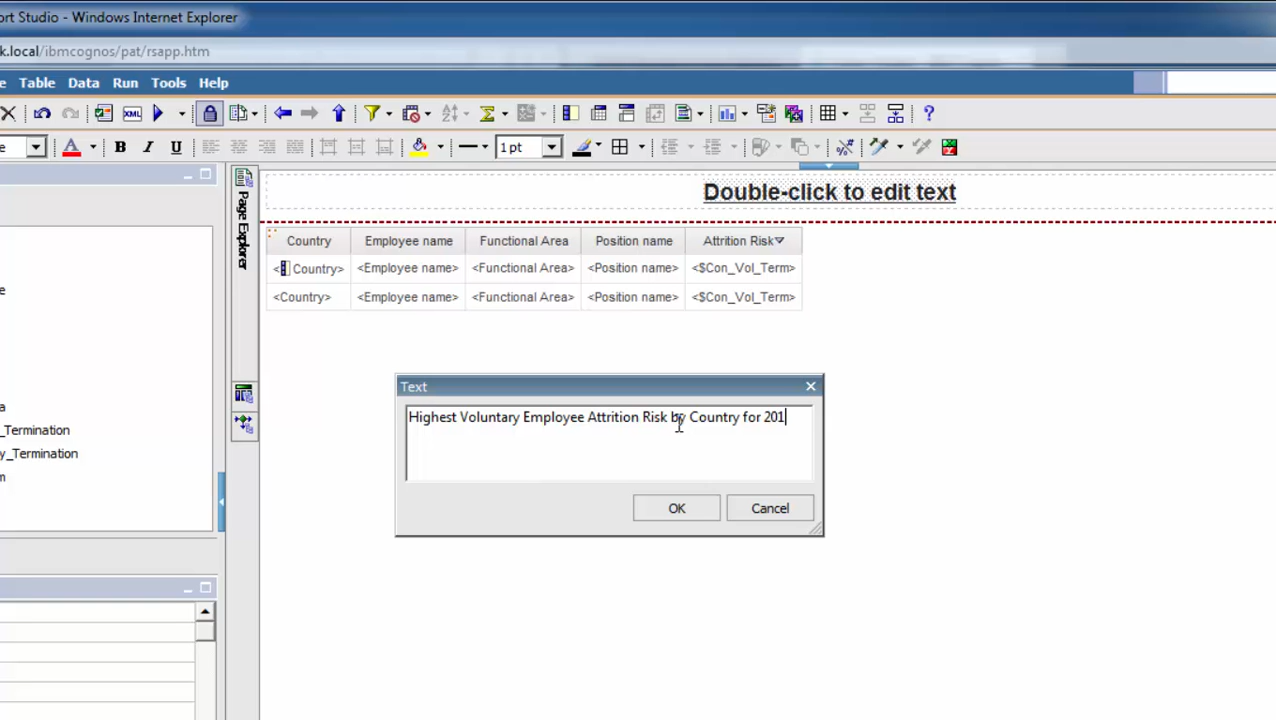 ort Studio - Windows Internet Explorer
k.local/ibmcognos/pat/rsapp.htm
e Table Data Run Tools Help
XML
e A B I U 1 pt
Page Explorer
Double-click to edit text
Country Employee name Functional Area Position name Attrition Risk
<Country> <Employee name> <Functional Area> <Position name> <$Con_Vol_Term>
<Country> <Employee name> <Functional Area> <Position name> <$Con_Vol_Term>
e
a
_Termination
y_Termination
m
Text
Highest Voluntary Employee Attrition Risk by Country for 201
OK Cancel